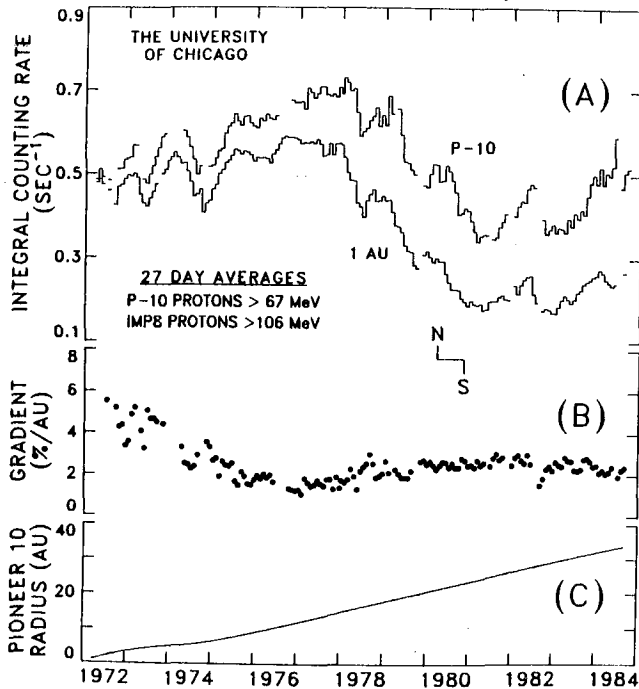 0.9
THE UNIVERSITY
OF CHICAGO
(A)
0.7
P-10
0.5
INTEGRAL COUNTING RATE
(SEC⁻¹)
0.3
1 AU
27 DAY AVERAGES
P-10 PROTONS > 67 MeV
IMP8 PROTONS >106 MeV
0.1
N
S
8
(B)
6
GRADIENT
(%/AU)
4
2
0
40
PIONEER 10
RADIUS (AU)
20
(C)
0
1972 1974 1976 1978 1980 1982 1984